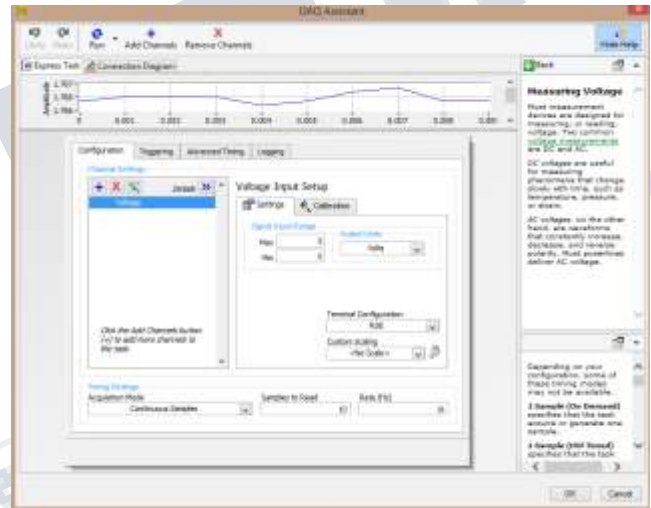 DAQ Assistant
Undo Redo Run Add Channels Remove Channels Hide Help
Express Task Connection Diagram
Back
Amplitude
Configuration Triggering Advanced Timing Logging
Channel Settings
Details
Voltage
Click the Add Channels button
(+) to add more channels to
the task.
Voltage Input Setup
Settings Calibration
Signal Input Range
Scaled Units
Max 5
Min
Volts
Terminal Configuration
RSE
Custom Scaling
<No Scale>
Timing Settings
Acquisition Mode Samples to Read Rate (Hz)
Continuous Samples
Measuring Voltage
Most measurement
devices are designed for
measuring, or reading,
voltage. Two common
voltage measurements
are DC and AC.
DC voltages are useful
for measuring
phenomena that change
slowly with time, such as
temperature, pressure,
or strain.
AC voltages, on the other
hand, are waveforms
that constantly increase,
decrease, and reverse
polarity. Most powerlines
deliver AC voltage.
Depending on your
configuration, some of
these timing modes
may not be available.
1 Sample (On Demand)
specifies that the task
acquire or generate one
sample.
1 Sample (HW Timed)
specifies that the task
OK Cancel